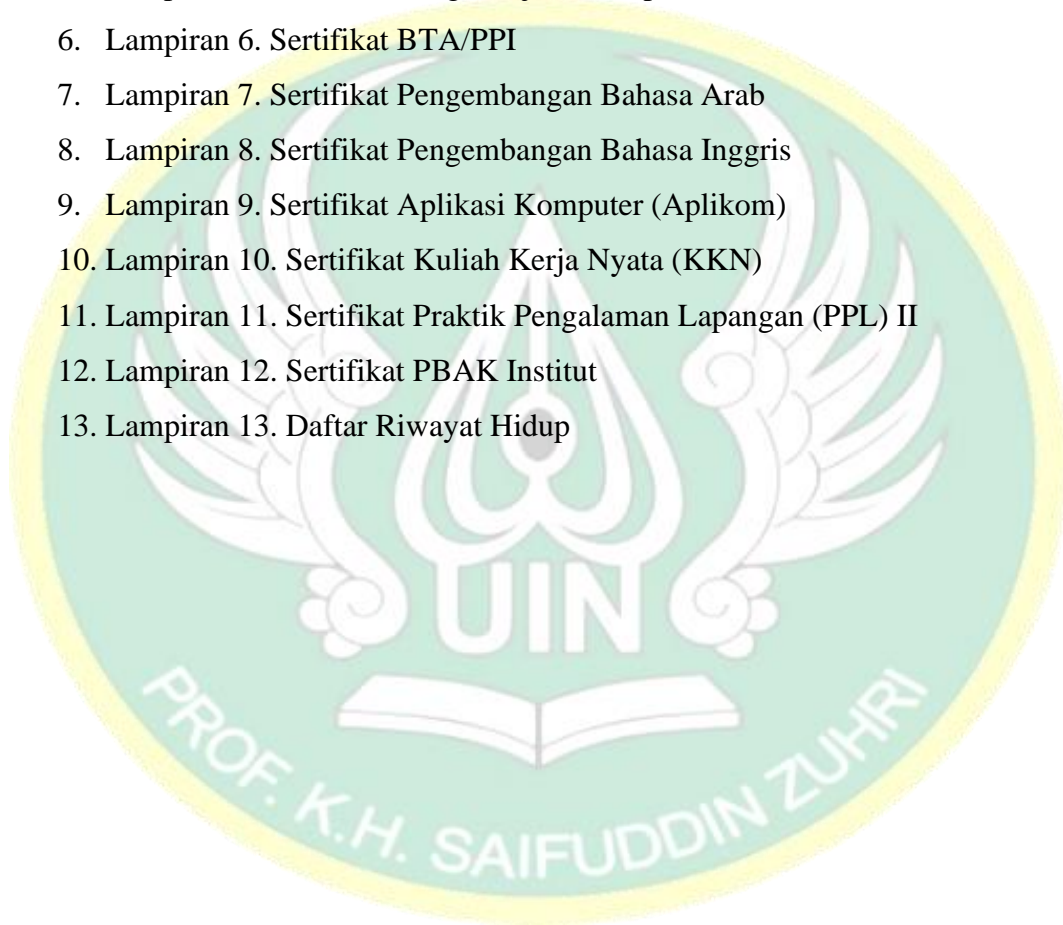 6. Lampiran 6. Sertifikat BTA/PPI
7. Lampiran 7. Sertifikat Pengembangan Bahasa Arab
8. Lampiran 8. Sertifikat Pengembangan Bahasa Inggris
9. Lampiran 9. Sertifikat Aplikasi Komputer (Aplikom)
10. Lampiran 10. Sertifikat Kuliah Kerja Nyata (KKN)
11. Lampiran 11. Sertifikat Praktik Pengalaman Lapangan (PPL) II
12. Lampiran 12. Sertifikat PBAK Institut
13. Lampiran 13. Daftar Riwayat Hidup
UIN
PROF. K.H. SAIFUDDIN ZUHRI